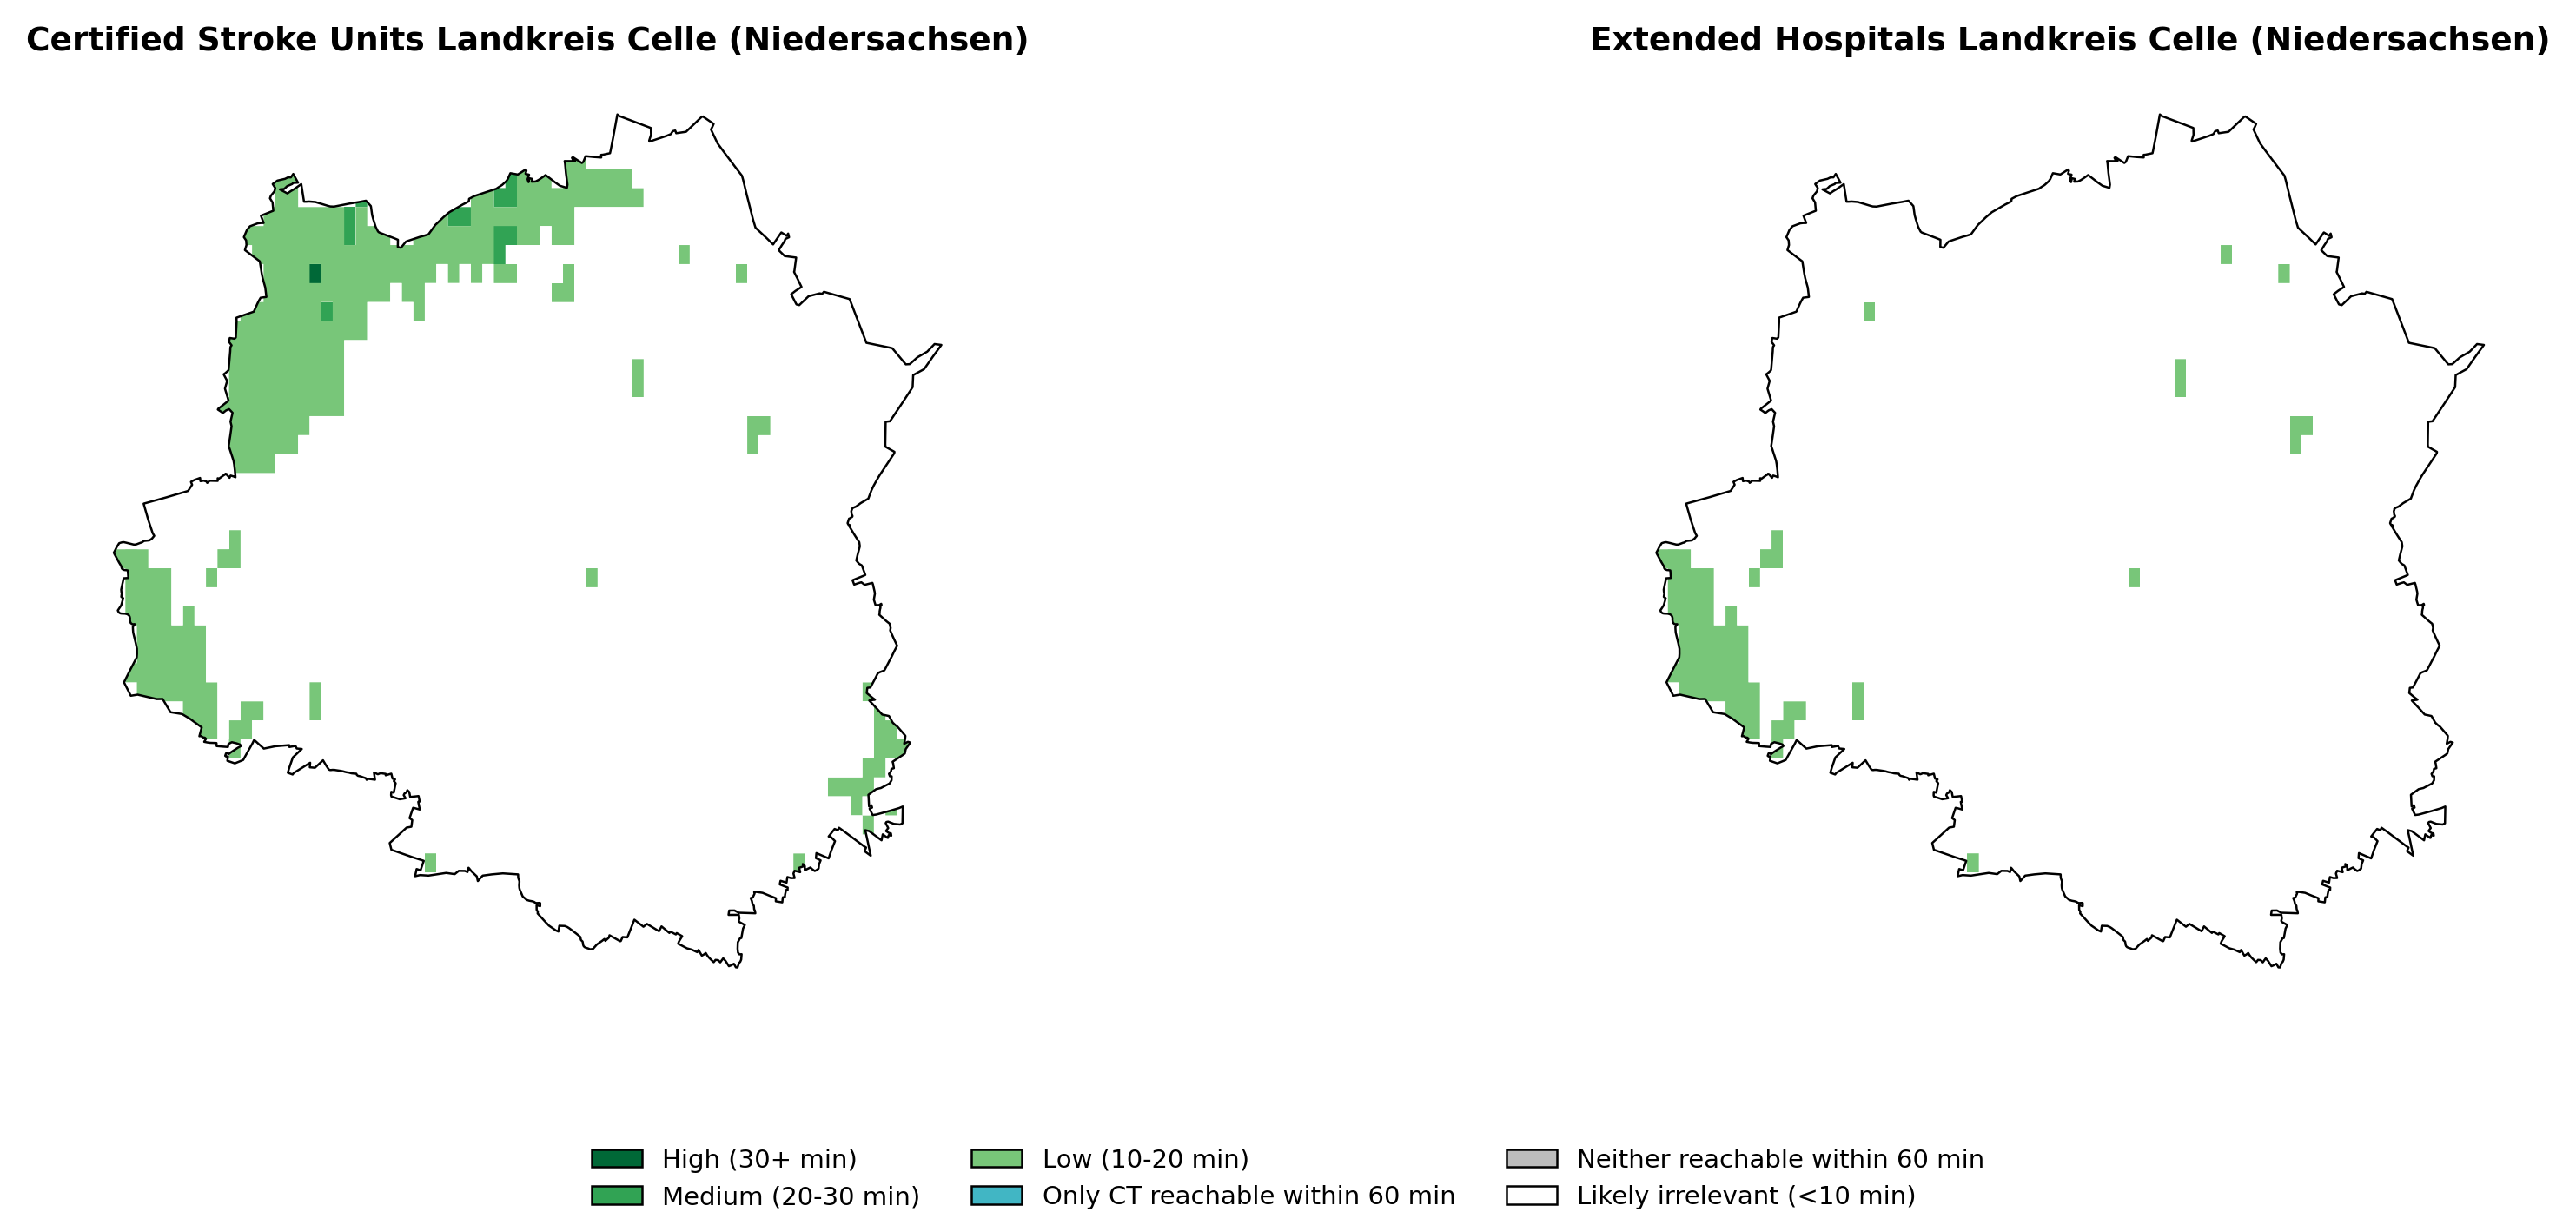 Certified Stroke Units Landkreis Celle (Niedersachsen)
Extended Hospitals Landkreis Celle (Niedersachsen)
High (30+ min)
Medium (20-30 min)
Low (10-20 min)
Only CT reachable within 60 min
Neither reachable within 60 min
Likely irrelevant (<10 min)